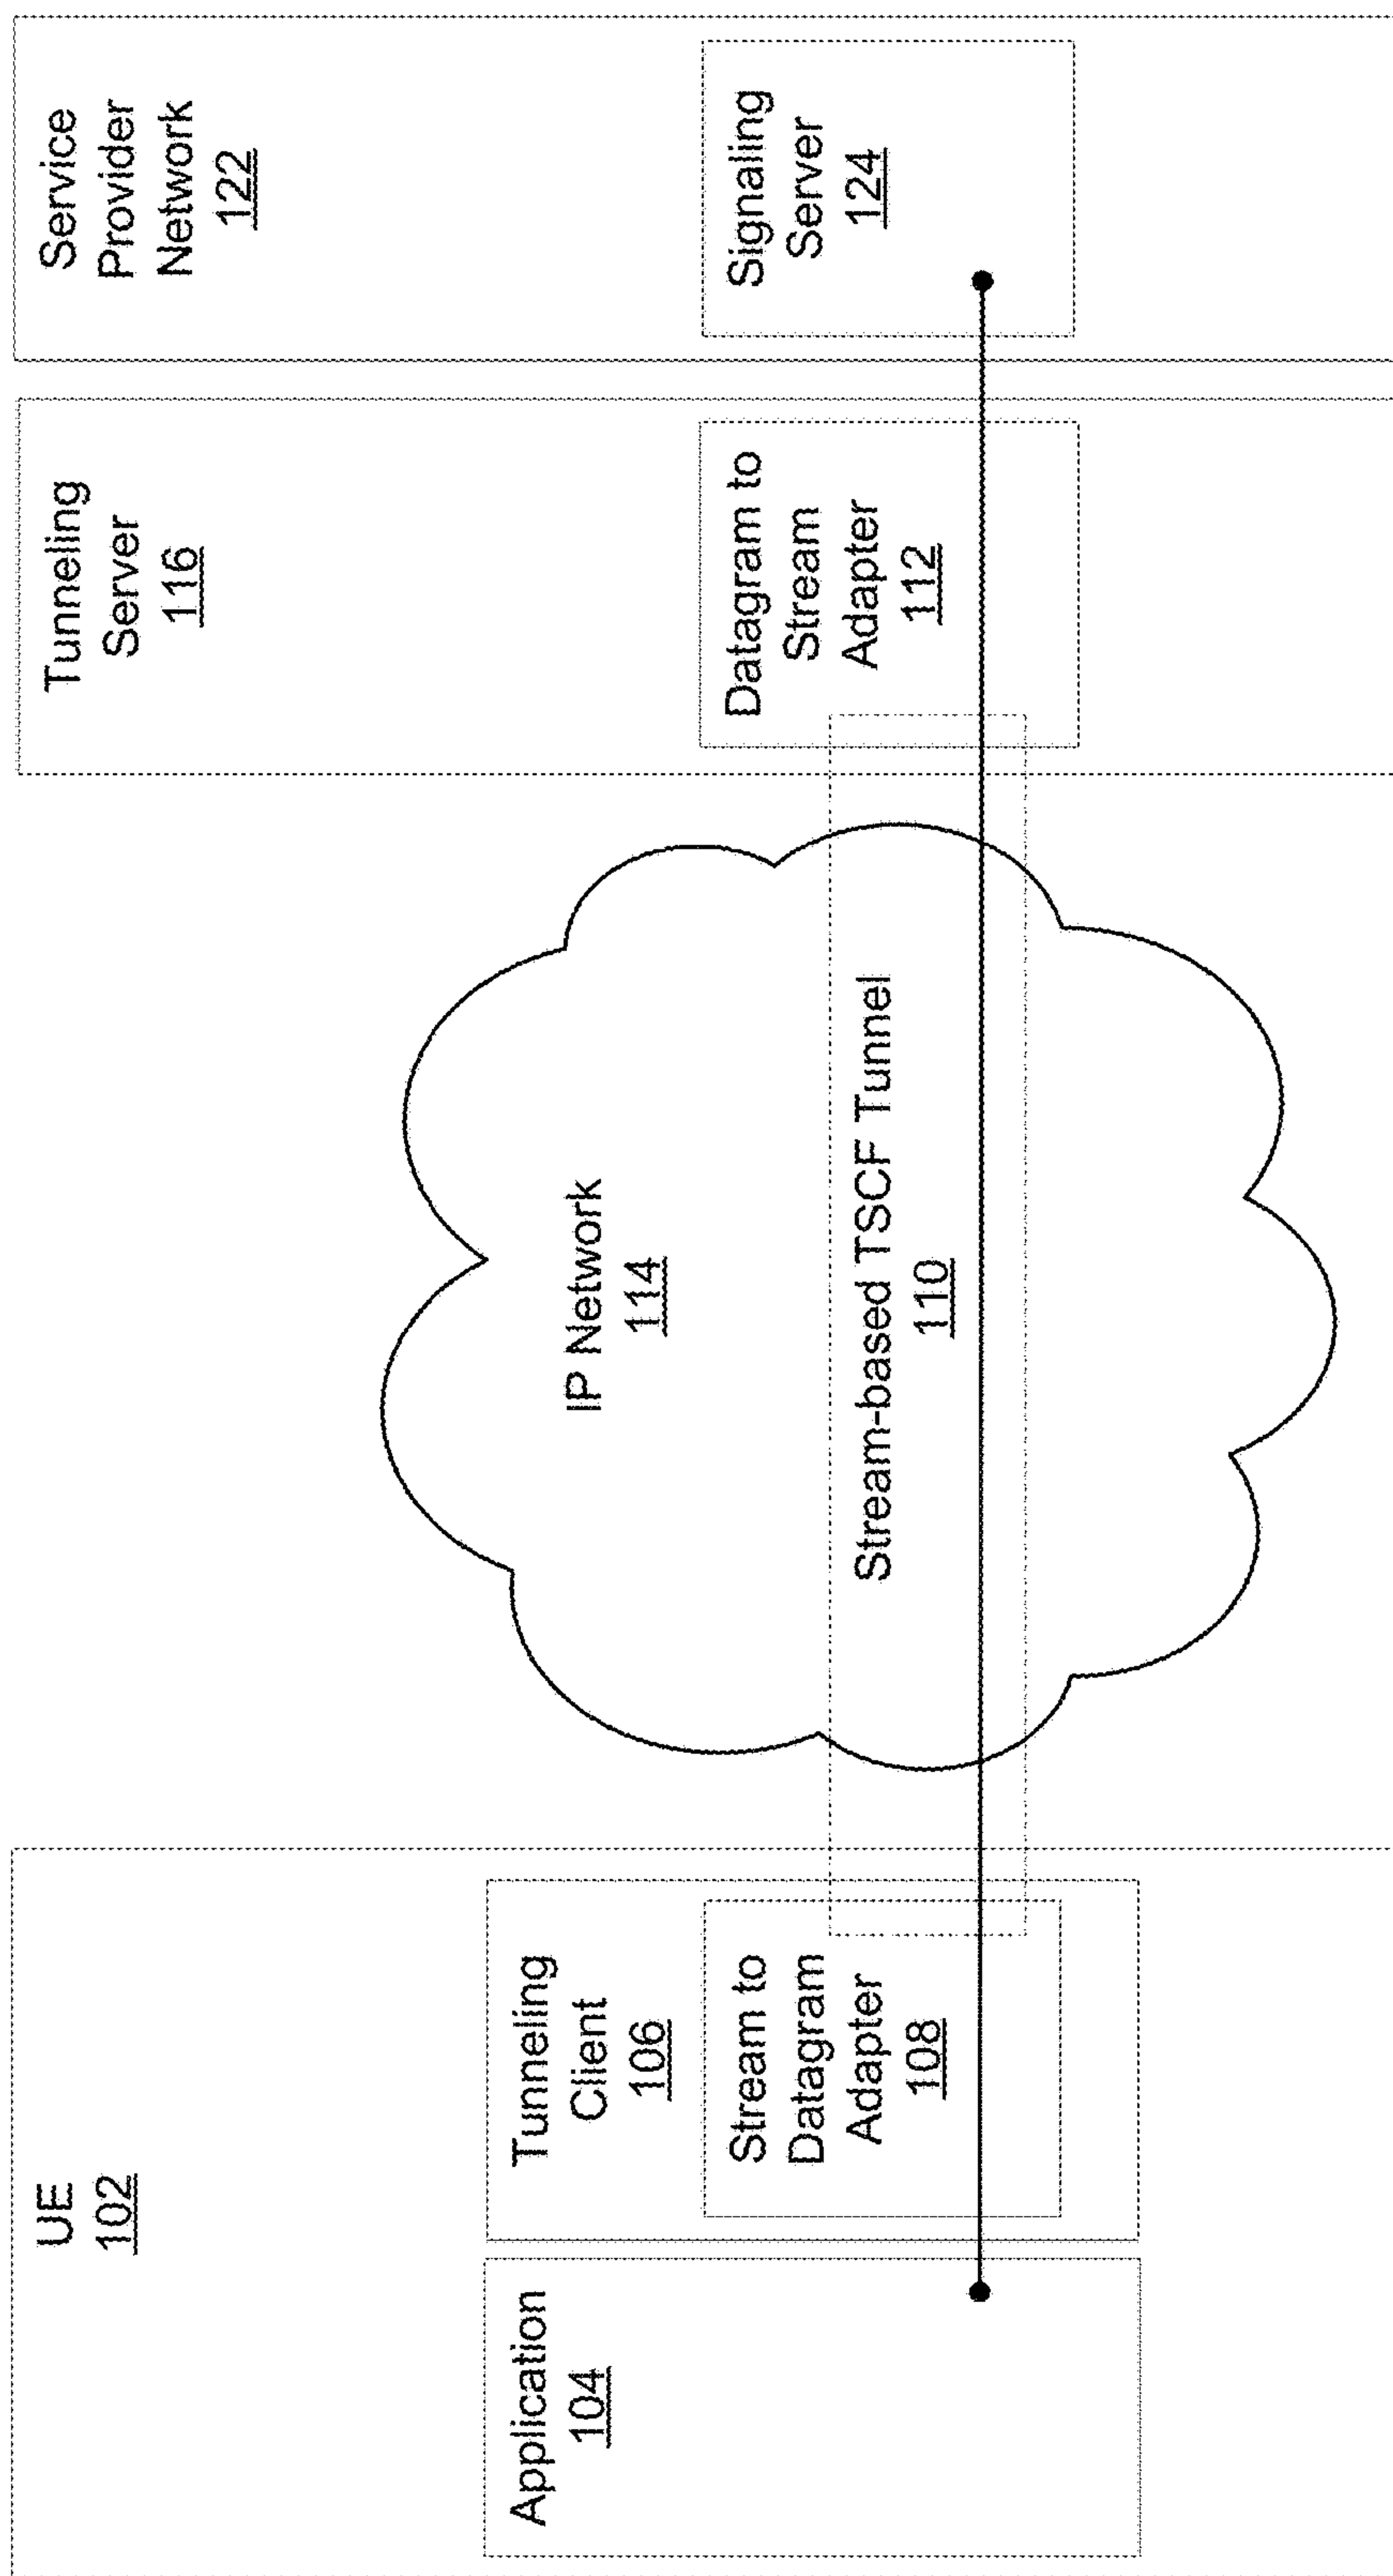 UE
102
Application
104
Tunneling
Client
106
Stream to
Datagram
Adapter
108
IP Network
114
Stream-based TSCF Tunnel
110
Tunneling
Server
116
Datagram to
Stream
Adapter
112
Service
Provider
Network
122
Signaling
Server
124